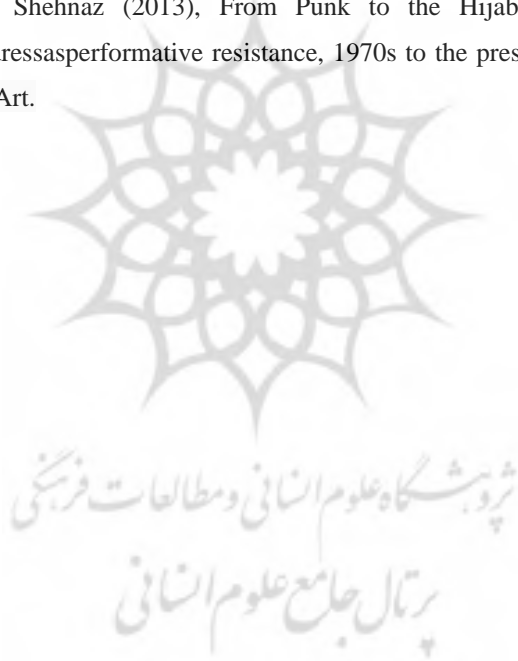 Shehnaz (2013), From Punk to the Hijab
ressasperformative resistance, 1970s to the pres
Art.
پژوهشگاه علوم انسانی و مطالعات فرهنگی
پرتال جامع علوم انسانی